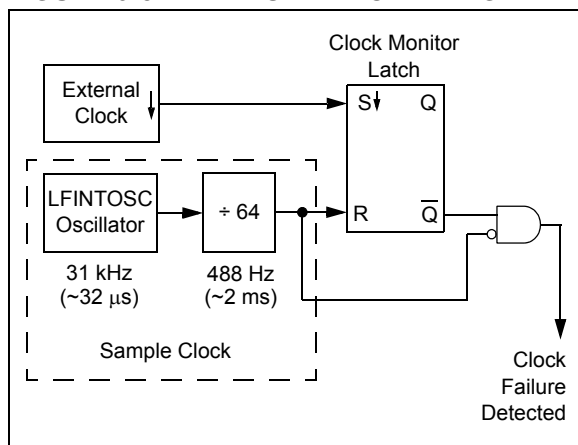 Clock Monitor
Latch
External
Clock
S
Q
LFINTOSC
Oscillator
÷ 64
R
Q̅
31 kHz
(~32 μs)
488 Hz
(~2 ms)
Sample Clock
Clock
Failure
Detected